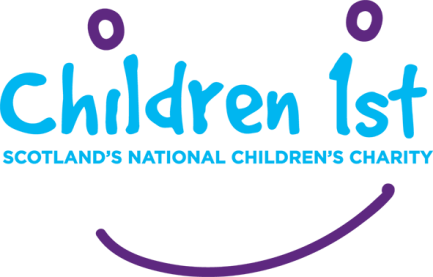 Children 1st
SCOTLAND'S NATIONAL CHILDREN'S CHARITY